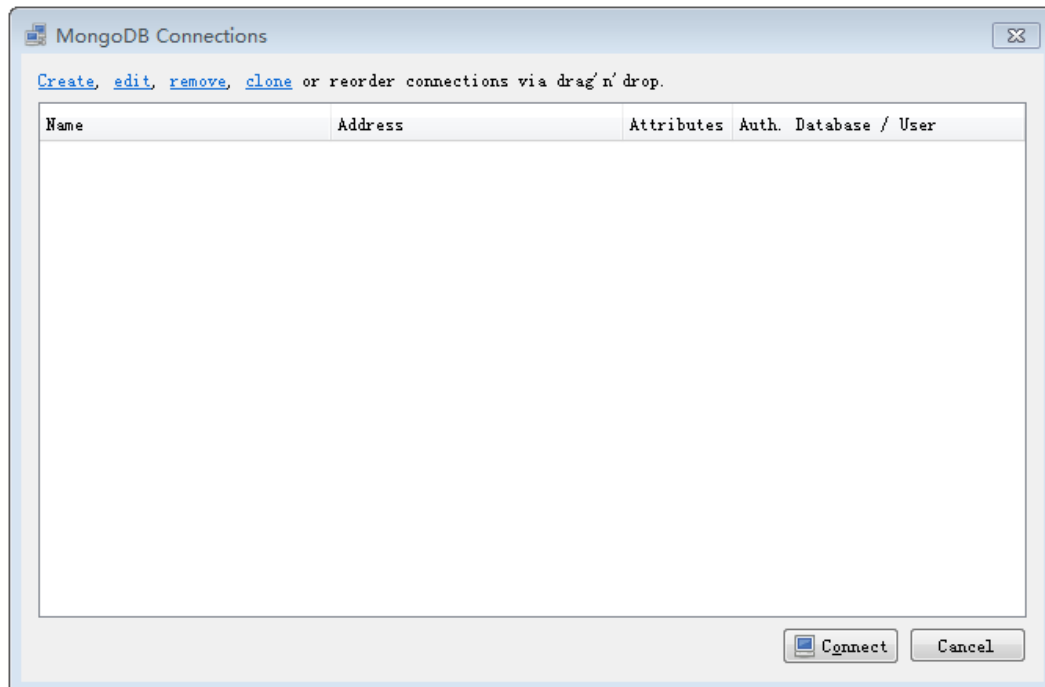 MongoDB Connections
Create, edit, remove, clone or reorder connections via drag'n'drop.
Name Address Attributes Auth. Database / User
Connect Cancel